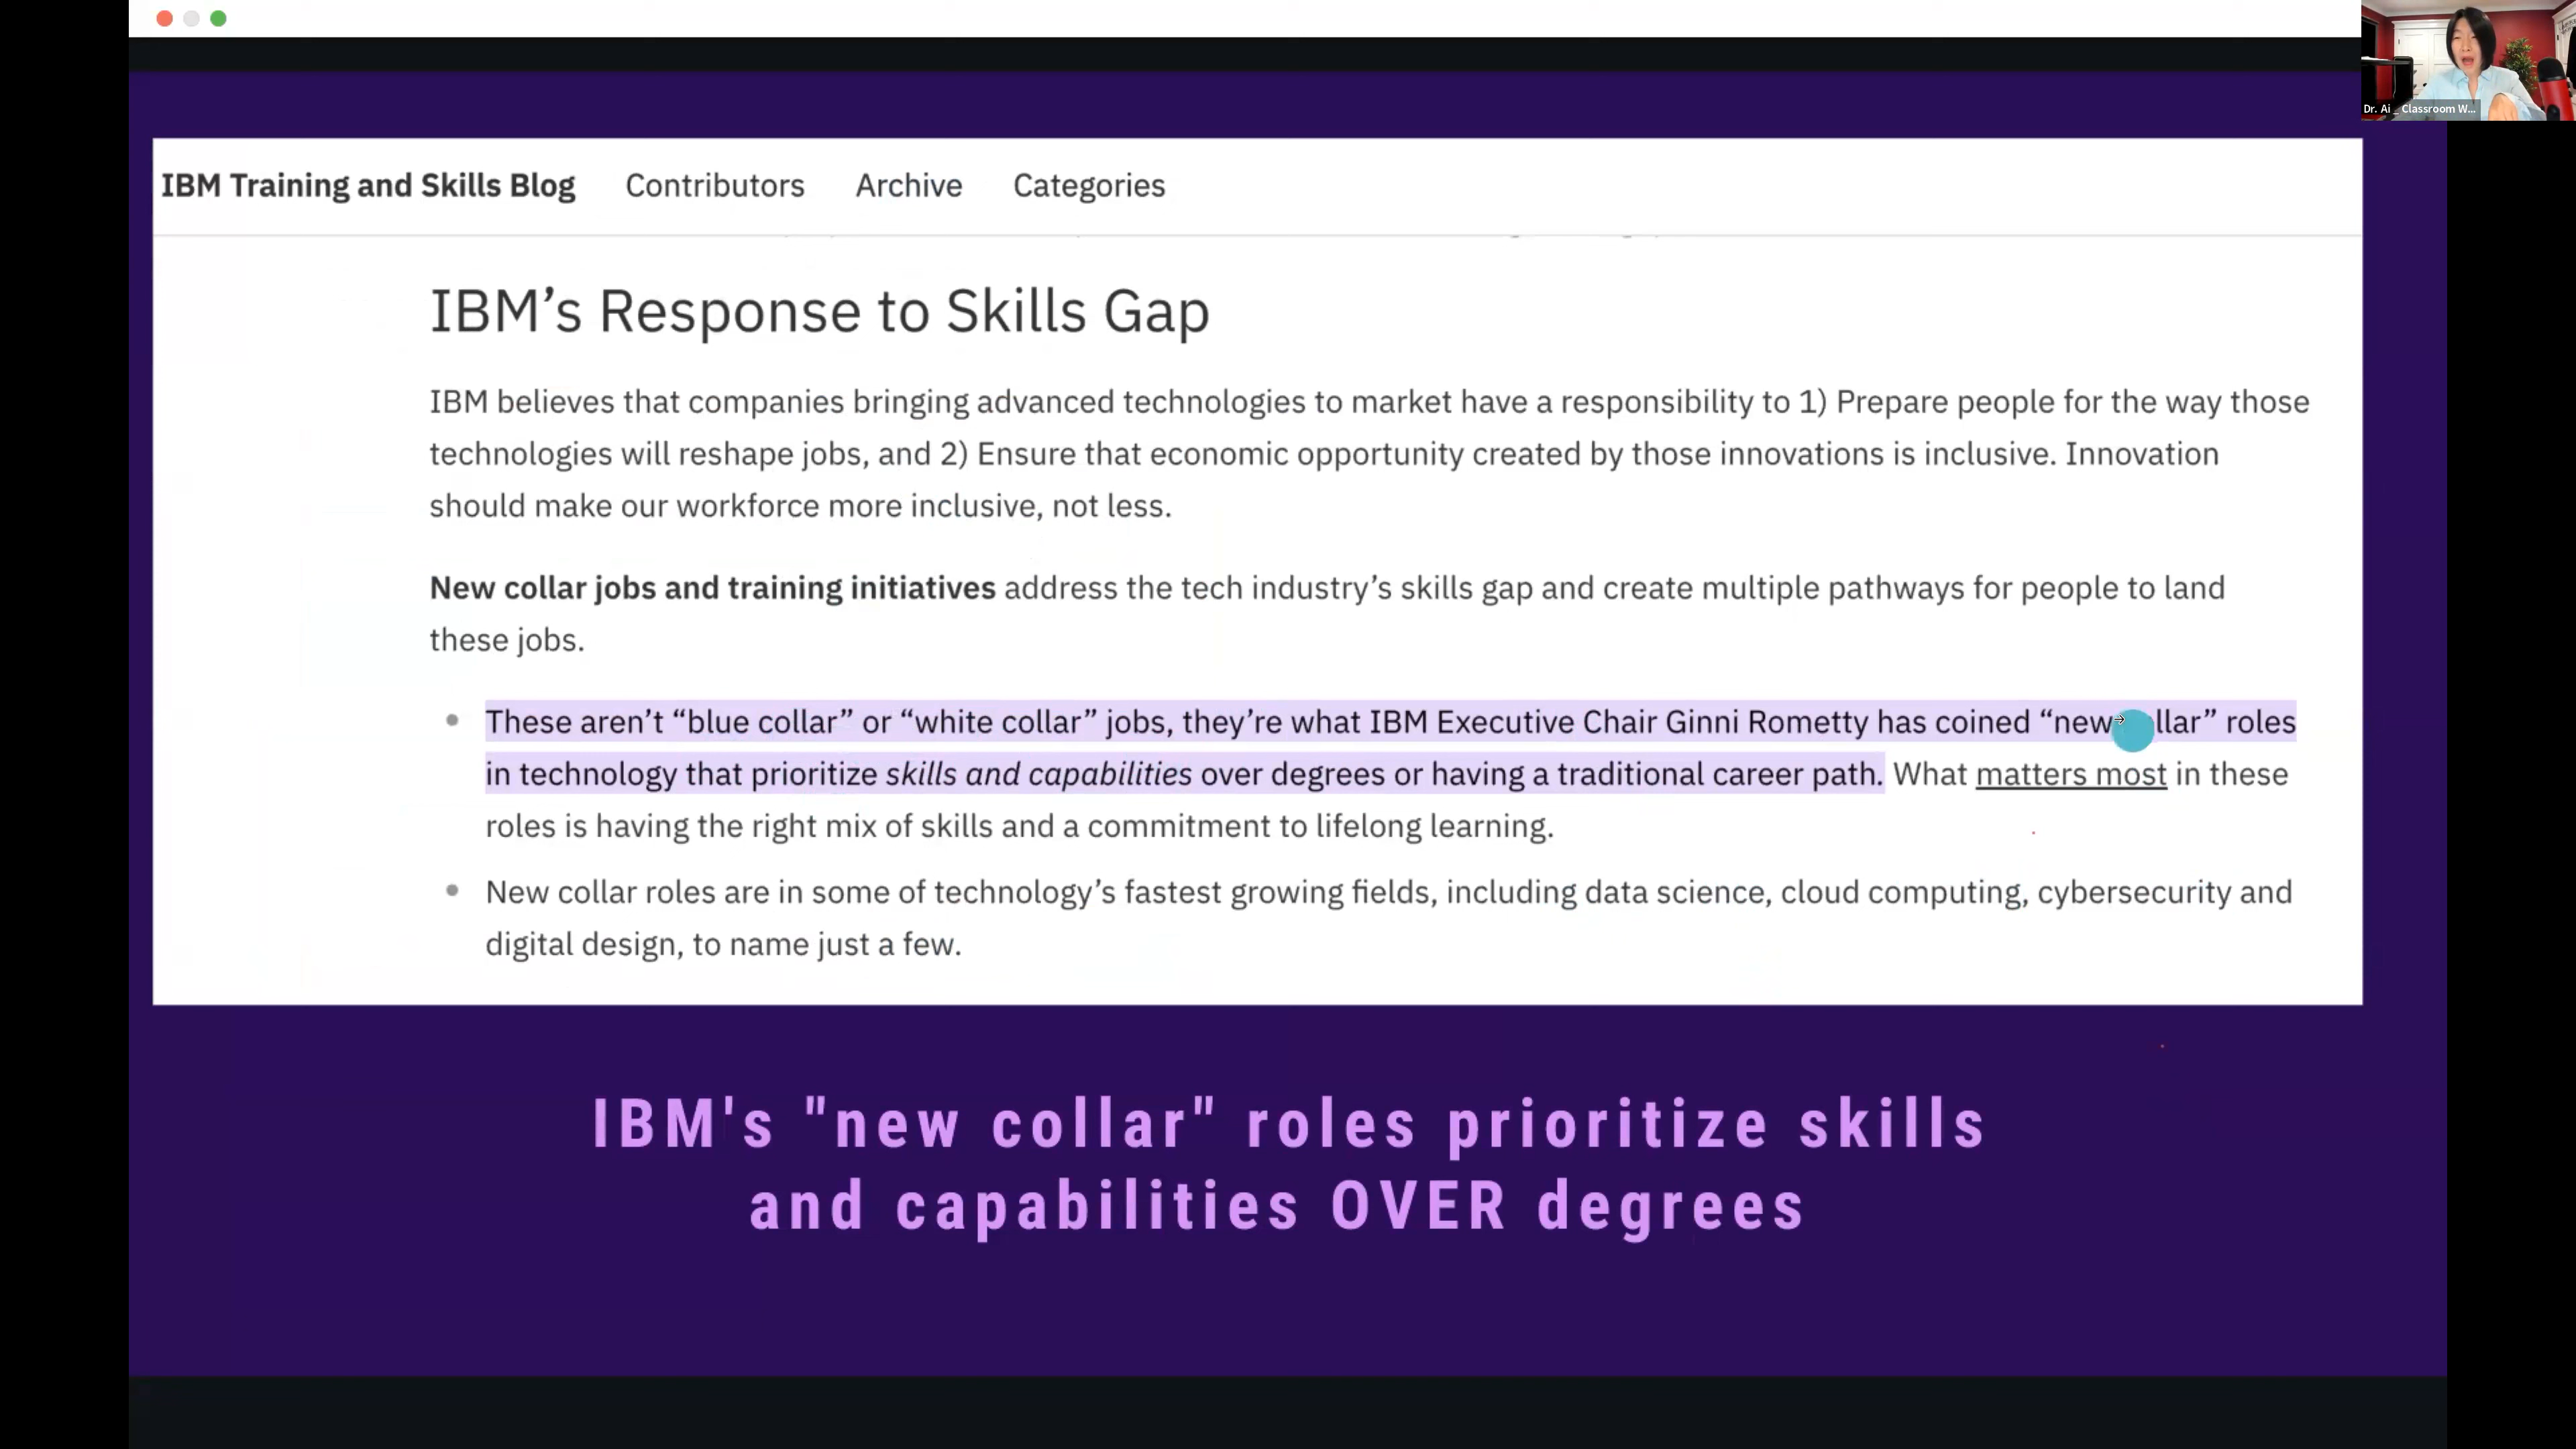 Dr. Ai _ Classroom W...
IBM Training and Skills Blog Contributors Archive Categories
IBM’s Response to Skills Gap
IBM believes that companies bringing advanced technologies to market have a responsibility to 1) Prepare people for the way those
technologies will reshape jobs, and 2) Ensure that economic opportunity created by those innovations is inclusive. Innovation
should make our workforce more inclusive, not less.
New collar jobs and training initiatives address the tech industry’s skills gap and create multiple pathways for people to land
these jobs.
These aren’t “blue collar” or “white collar” jobs, they’re what IBM Executive Chair Ginni Rometty has coined “new collar” roles
in technology that prioritize skills and capabilities over degrees or having a traditional career path. What matters most in these
roles is having the right mix of skills and a commitment to lifelong learning.
New collar roles are in some of technology’s fastest growing fields, including data science, cloud computing, cybersecurity and
digital design, to name just a few.
IBM's "new collar" roles prioritize skills
and capabilities OVER degrees